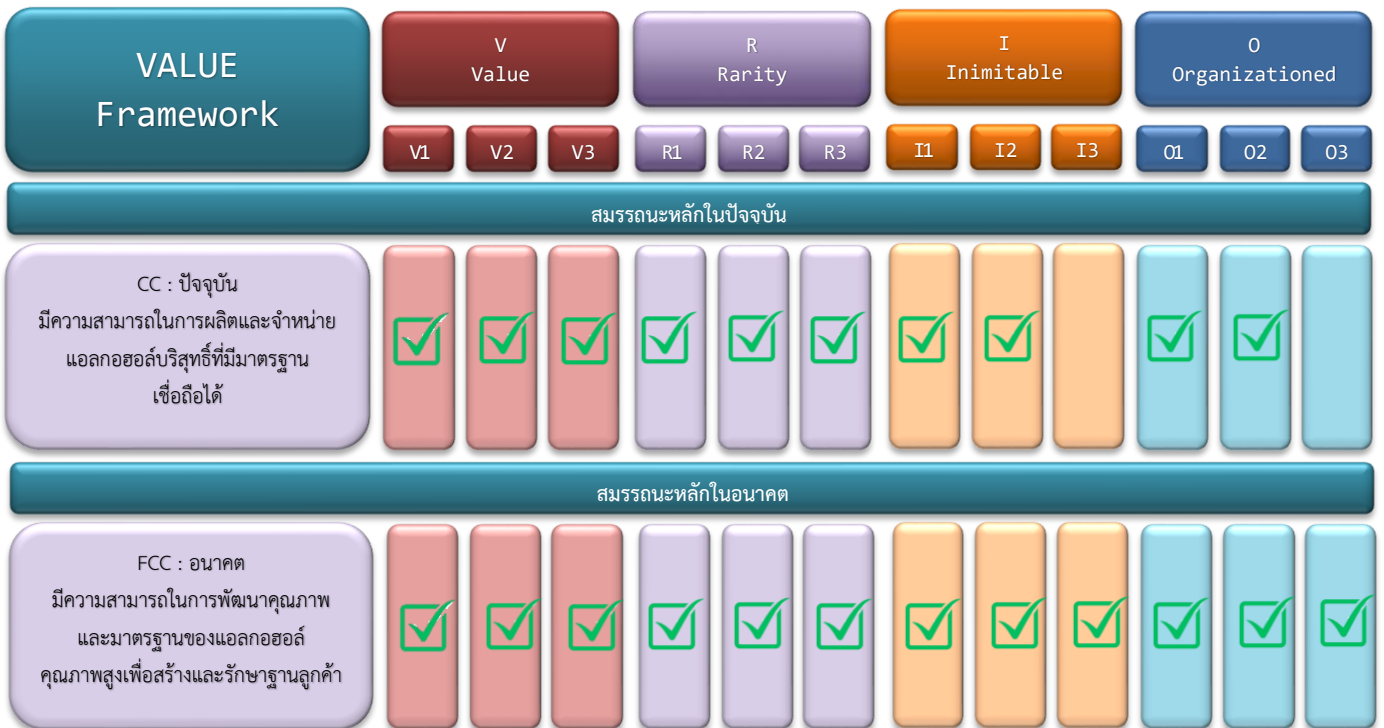 VALUE
Framework
V
Value
R
Rarity
I
Inimitable
O
Organizationed
V1 V2 V3 R1 R2 R3 I1 I2 I3 O1 O2 O3
สมรรถนะหลักในปัจจบัน
CC : ปัจจุบัน
มีความสามารถในการผลิตและจำหน่าย
แอลกอฮอล์บริสุทธิ์ที่มีมาตรฐาน
เชื่อถือได้
สมรรถนะหลักในอนาคต
FCC : อนาคต
มีความสามารถในการพัฒนาคุณภาพ
และมาตรฐานของแอลกอฮอล์
คุณภาพสูงเพื่อสร้างและรักษาฐานลูกค้า